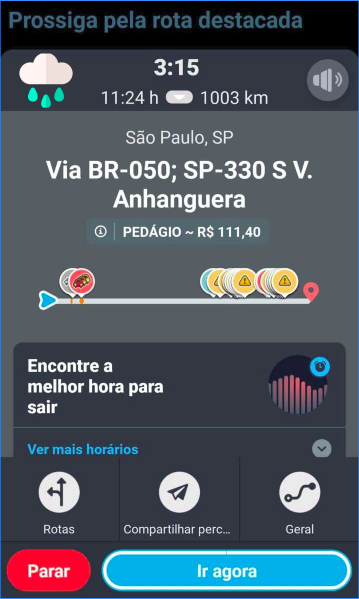 Prossiga pela rota destacada
3:15
11:24 h 1003 km
São Paulo, SP
Via BR-050; SP-330 S V.
Anhanguera
PEDÁGIO ~ R$ 111,40
Encontre a
melhor hora para
sair
Ver mais horários
Rotas
Compartilhar perc...
Geral
Parar
Ir agora